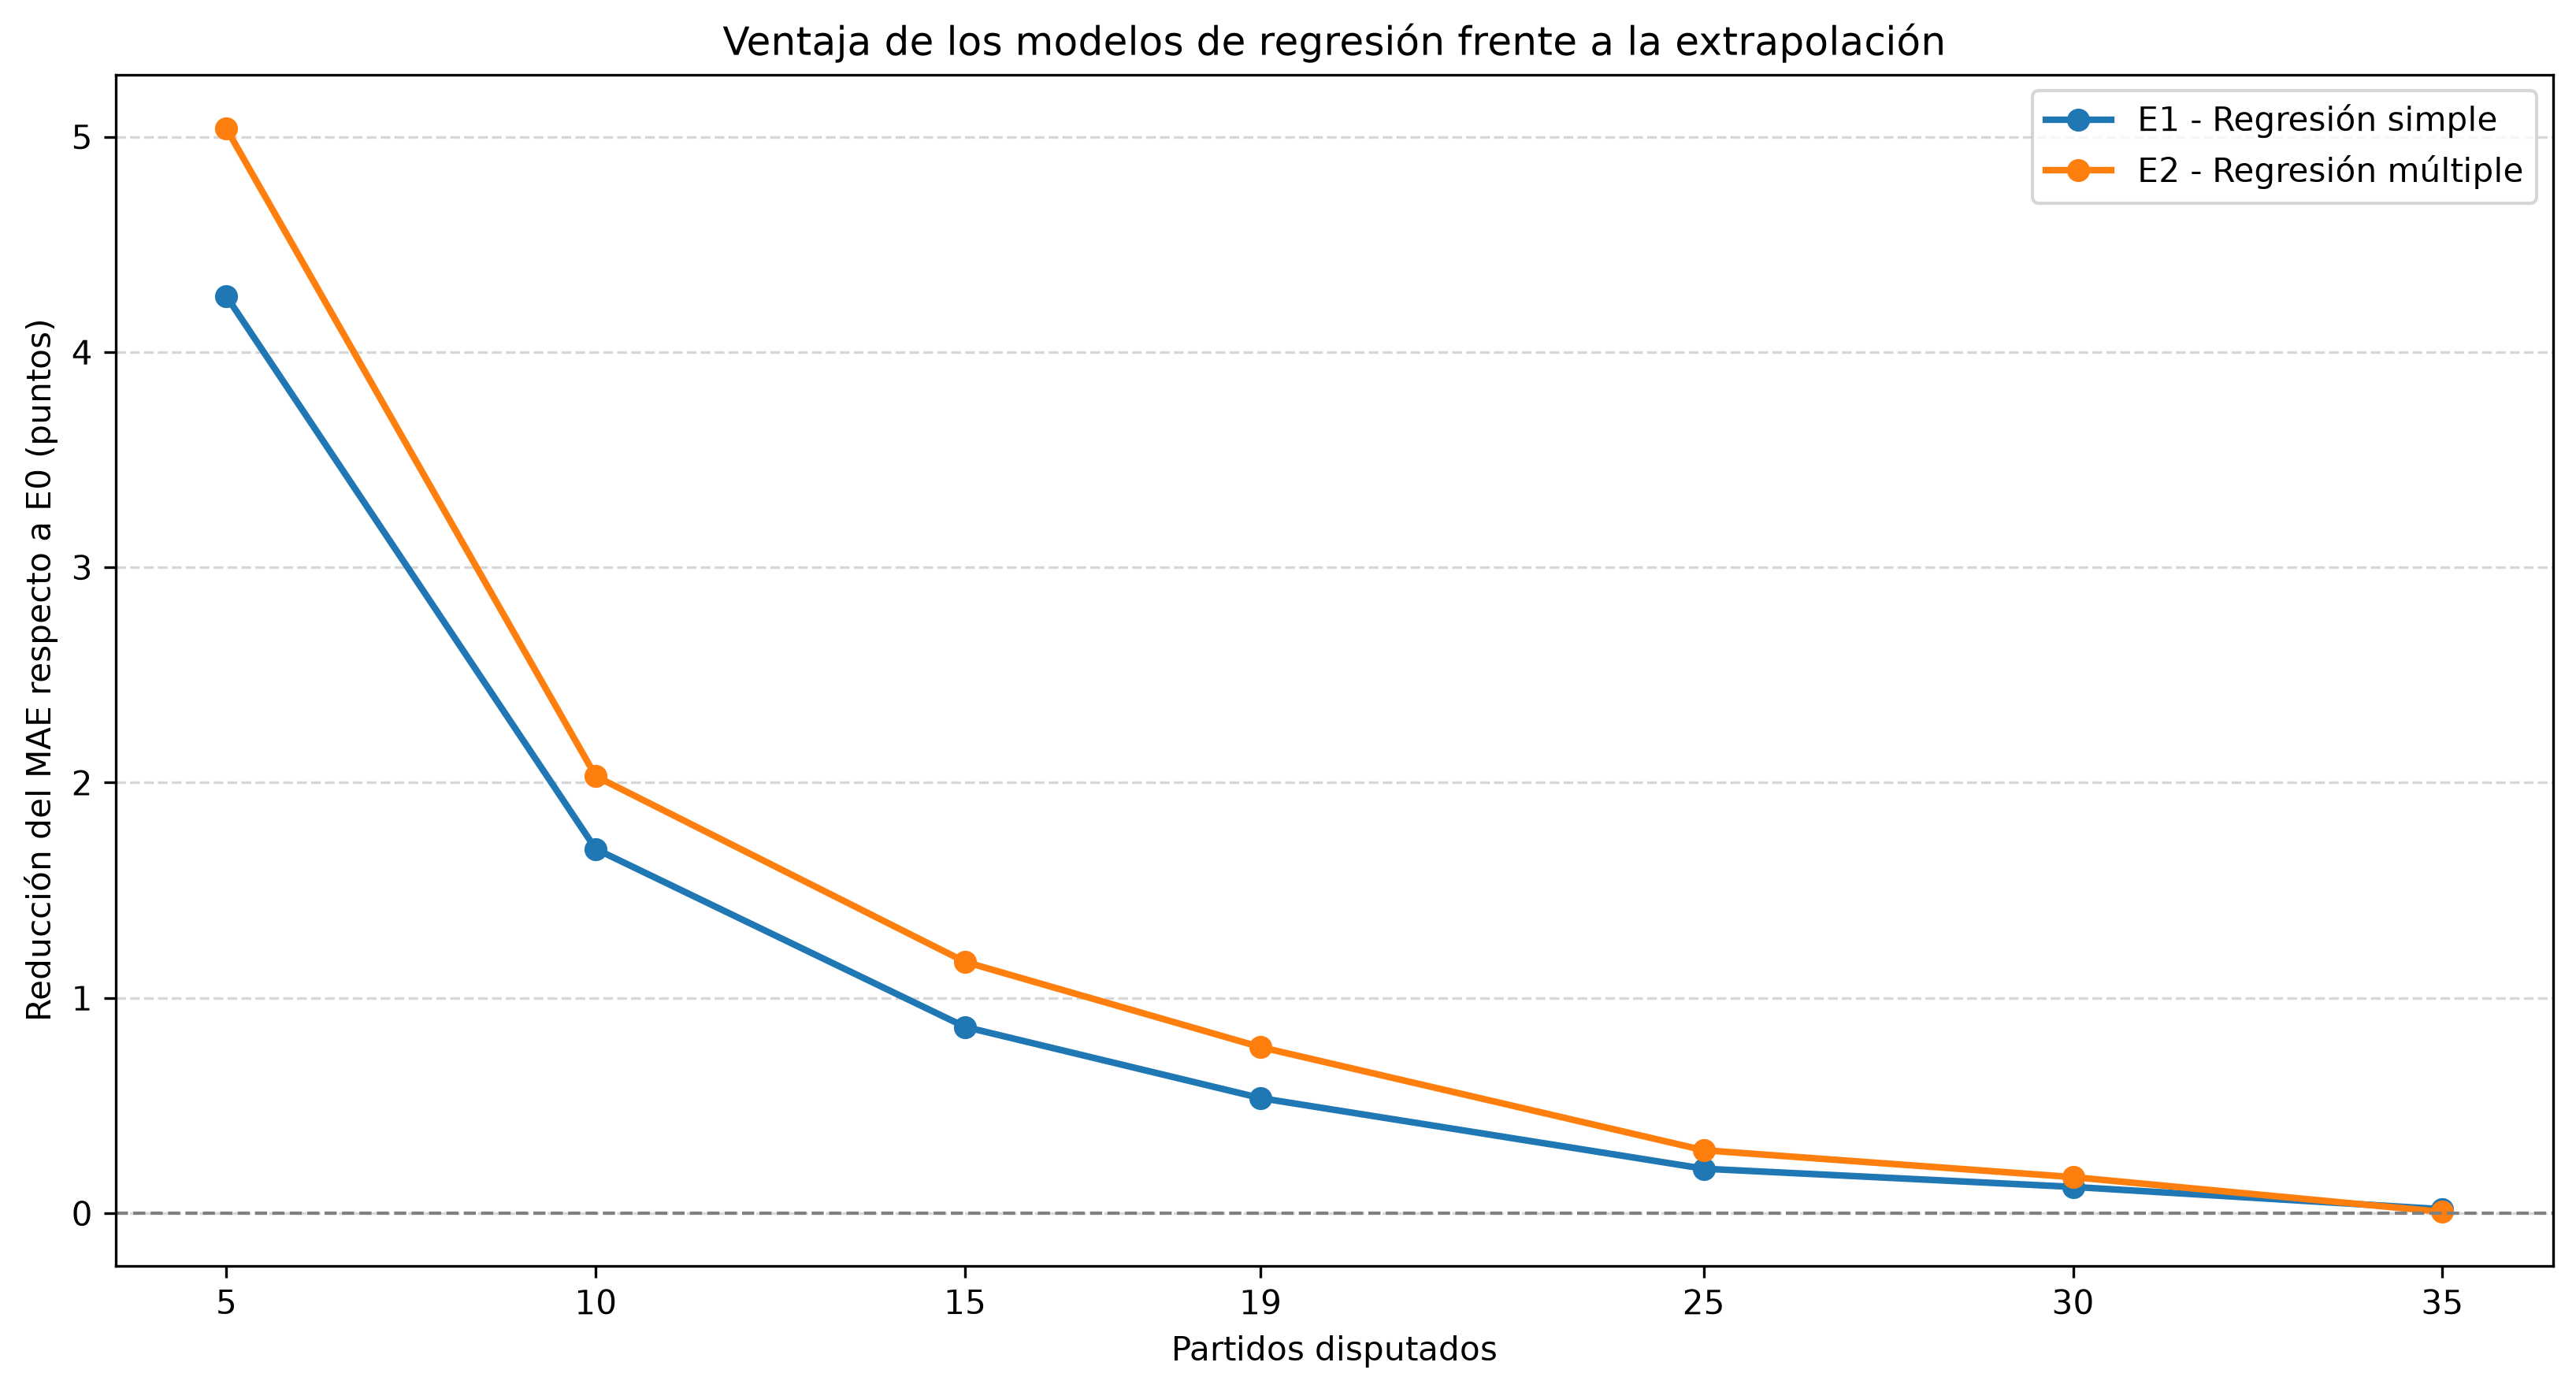 Ventaja de los modelos de regresión frente a la extrapolación
E1 - Regresión simple
E2 - Regresión múltiple
Reducción del MAE respecto a E0 (puntos)
5
4
3
2
1
0
5 10 15 19 25 30 35
Partidos disputados